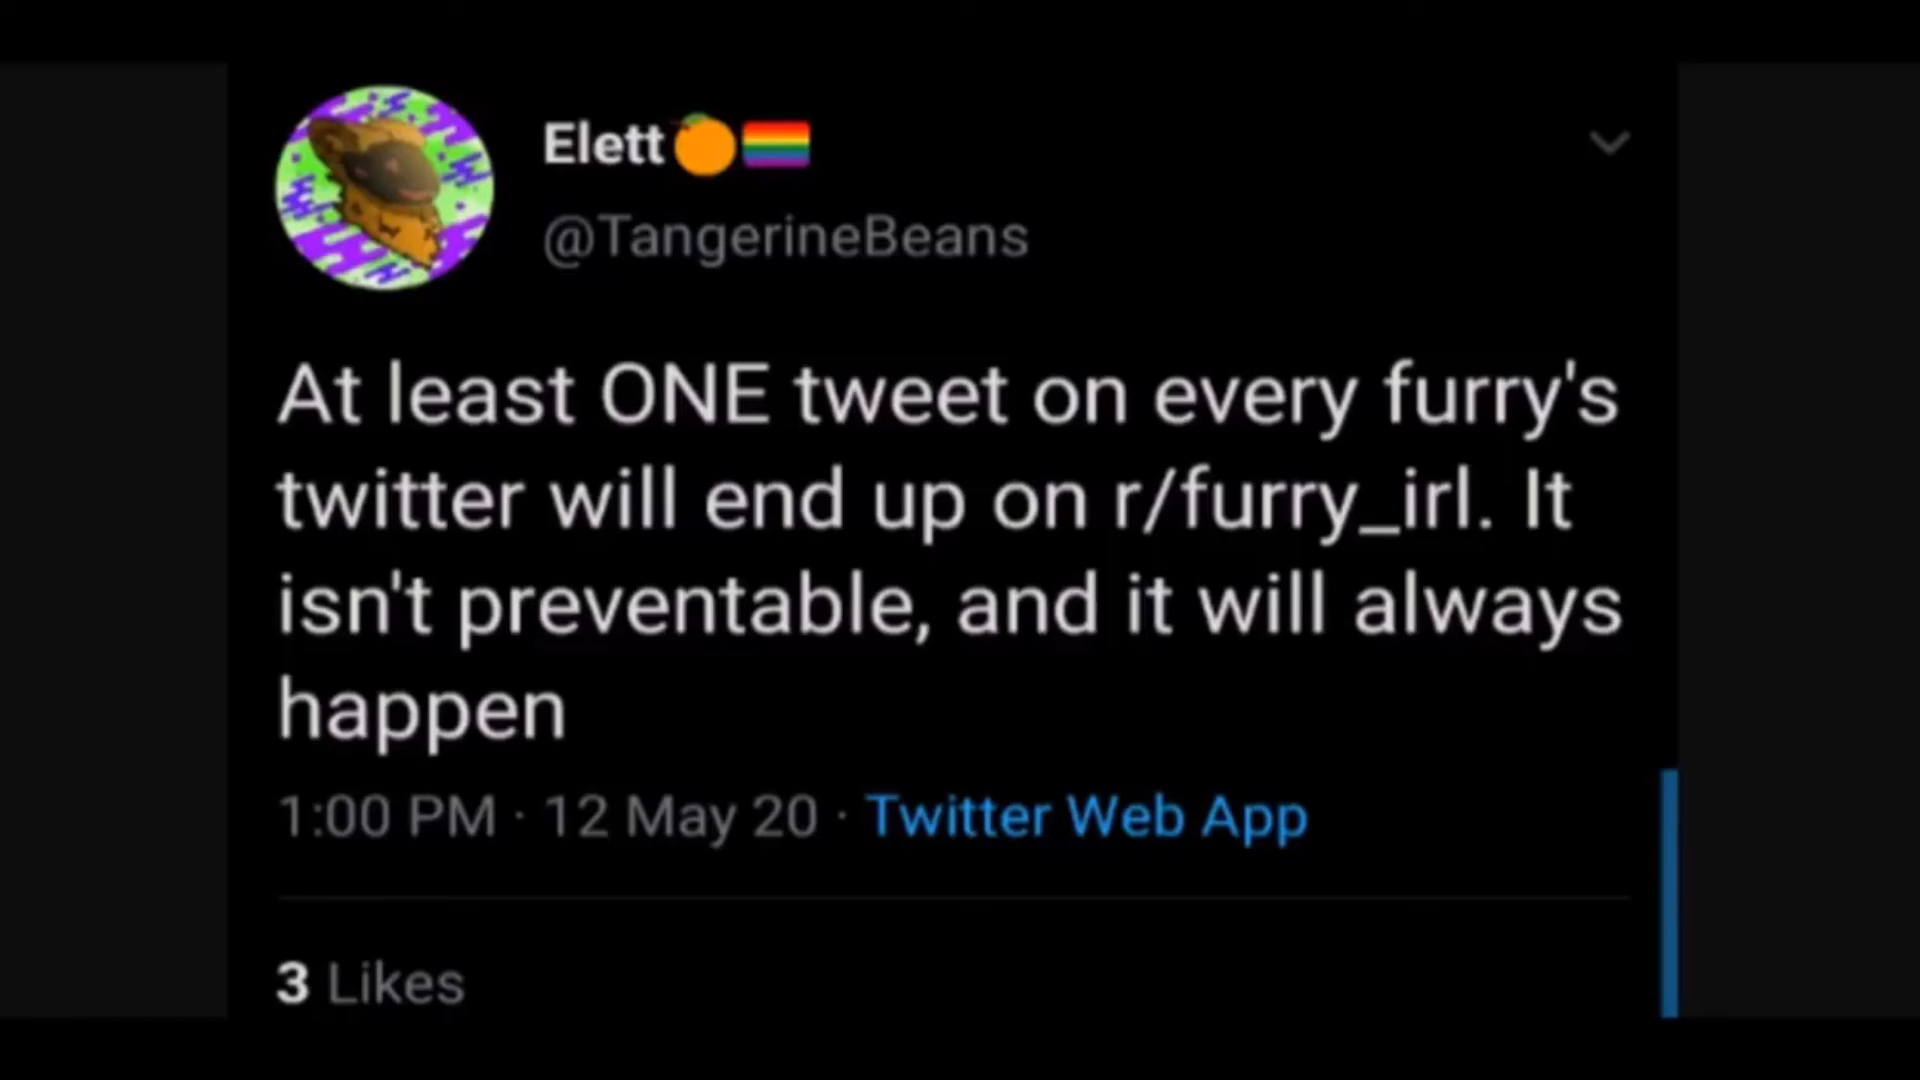 Elett🍊🏳️‍🌈
@TangerineBeans
At least ONE tweet on every furry's
twitter will end up on r/furry_irl. It
isn't preventable, and it will always
happen
1:00 PM · 12 May 20 · Twitter Web App
3 Likes